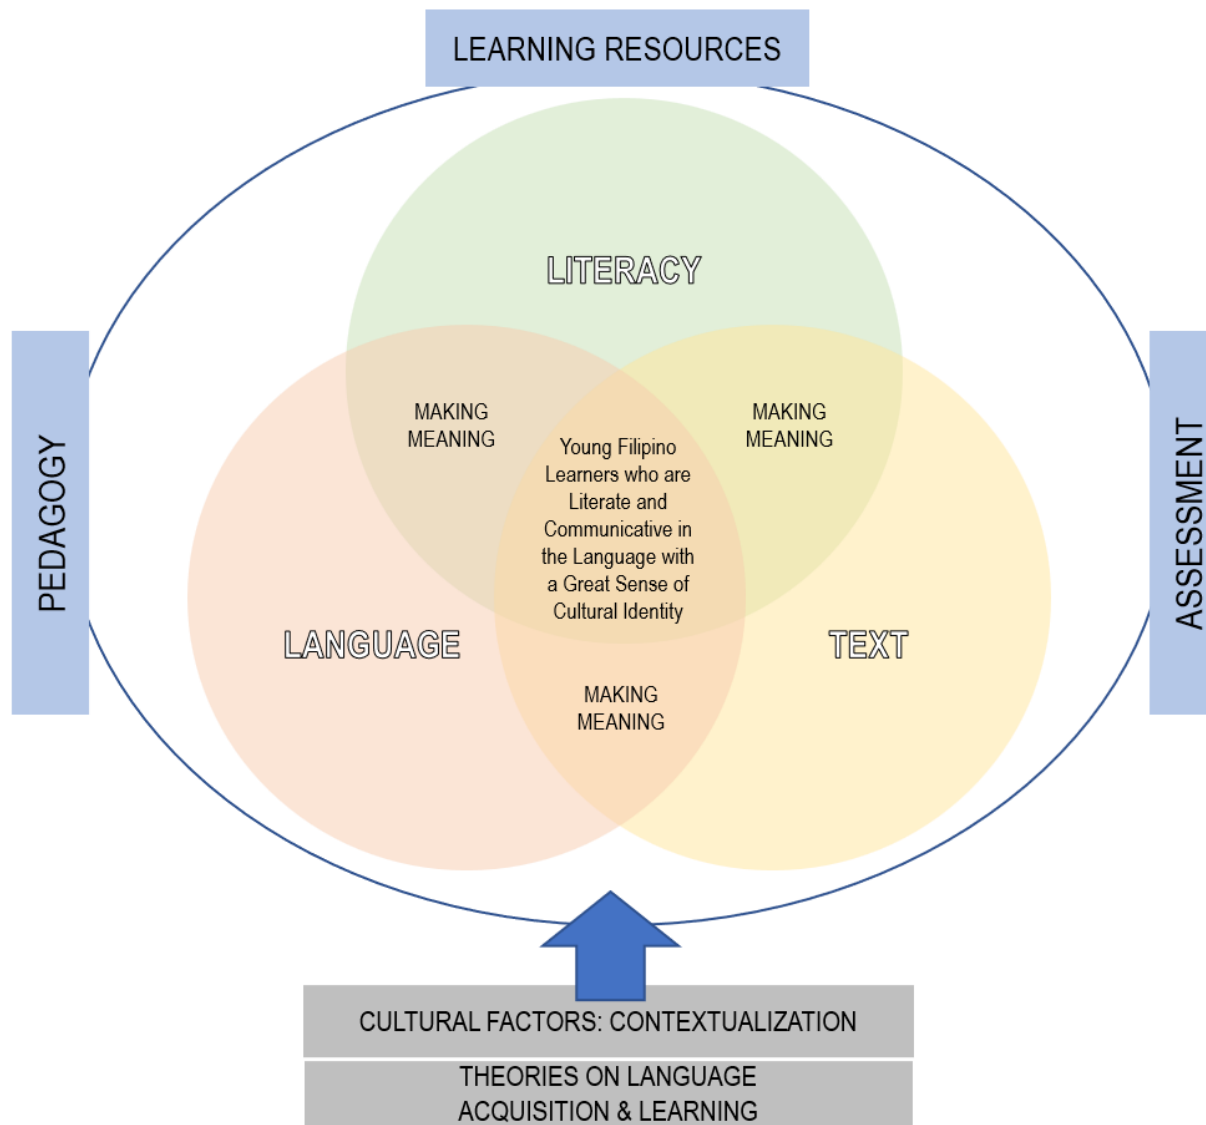 LEARNING RESOURCES
LITERACY
PEDAGOGY
ASSESSMENT
MAKING
MEANING
MAKING
MEANING
Young Filipino
Learners who are
Literate and
Communicative in
the Language with
a Great Sense of
Cultural Identity
LANGUAGE
TEXT
MAKING
MEANING
CULTURAL FACTORS: CONTEXTUALIZATION
THEORIES ON LANGUAGE
ACQUISITION & LEARNING